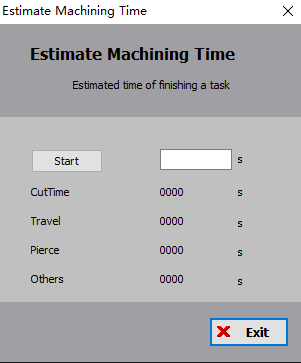 Estimate Machining Time
Estimate Machining Time
Estimated time of finishing a task
Start s
CutTime 0000 s
Travel 0000 s
Pierce 0000 s
Others 0000 s
Exit